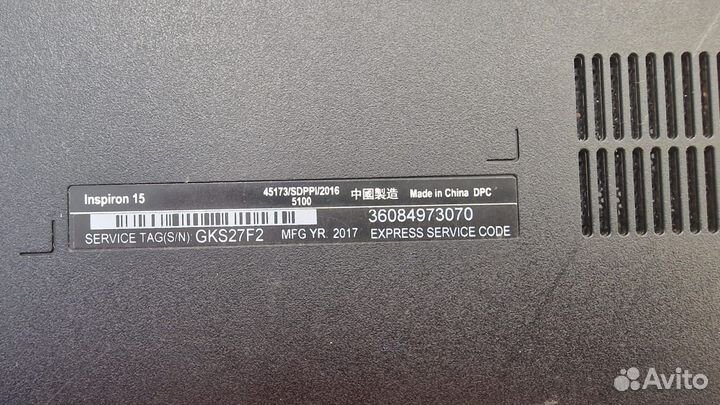 Inspiron 15 45173/SDPPI/2016 中國製造 Made in China DPC
5100
36084973070
SERVICE TAG(S/N): GKS27F2 MFG YR. 2017 EXPRESS SERVICE CODE
Avito